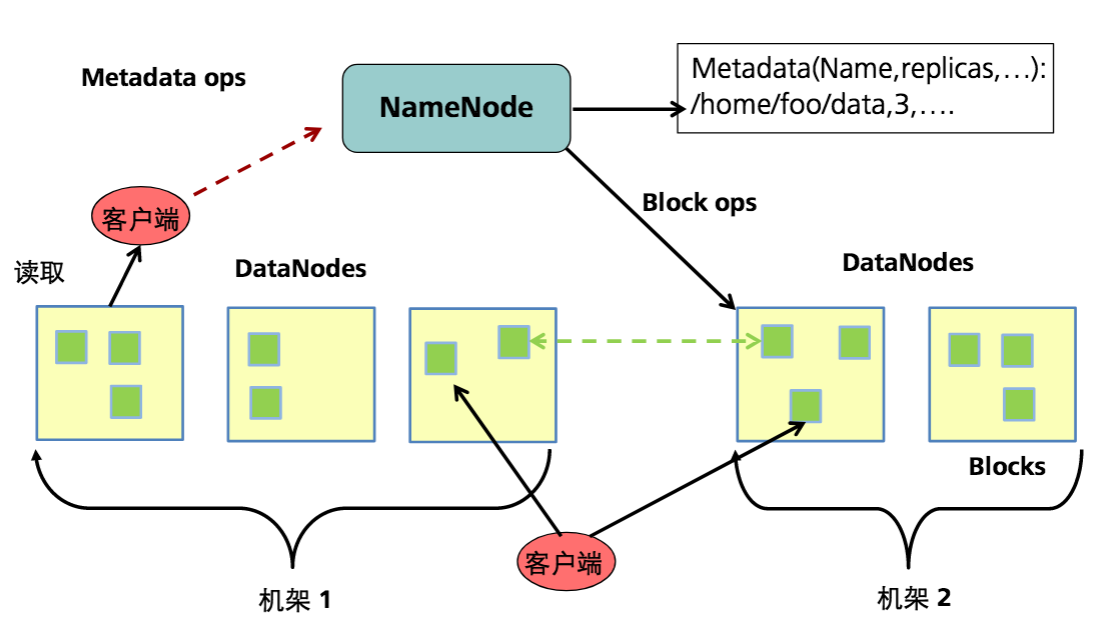 Metadata ops
NameNode
Metadata(Name,replicas,…):
/home/foo/data,3,….
客户端
Block ops
读取
DataNodes
DataNodes
Blocks
客户端
机架 1
机架 2